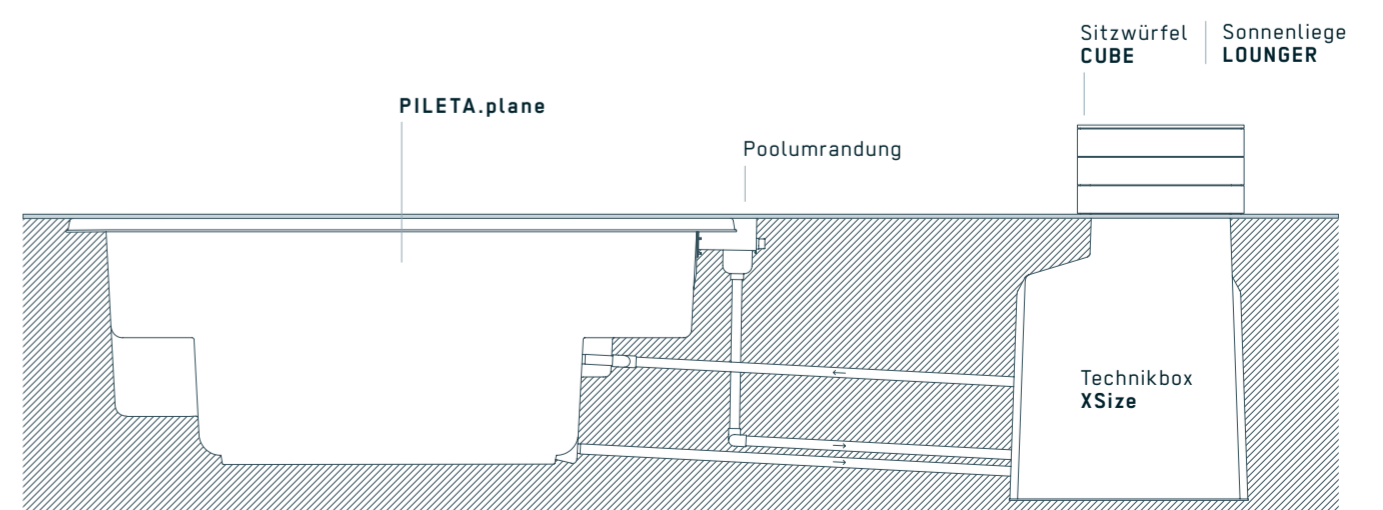 Sitzwürfel
CUBE
Sonnenliege
LOUNGER
PILETA.plane
Poolumrandung
Technikbox
XSize